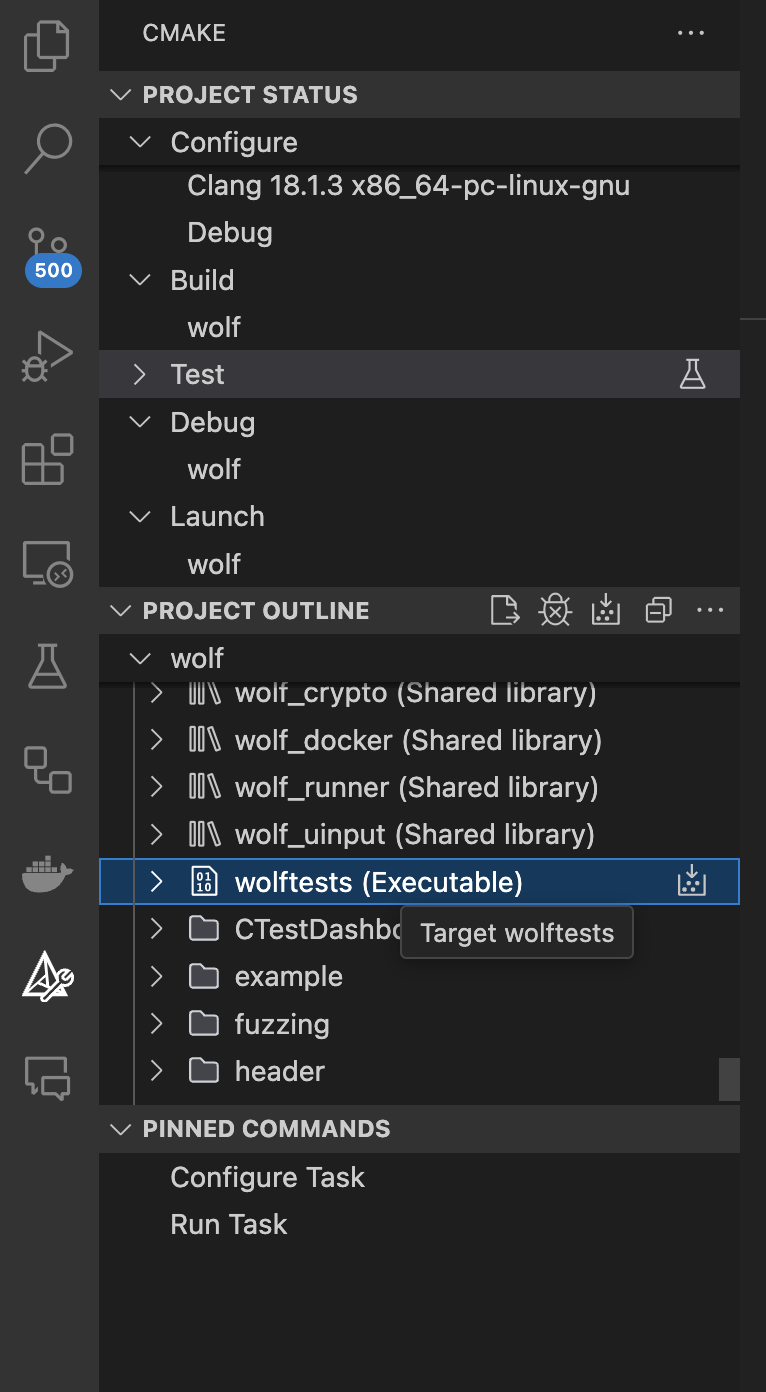 CMAKE
PROJECT STATUS
Configure
Clang 18.1.3 x86_64-pc-linux-gnu
Debug
500
Build
wolf
Test
Debug
wolf
Launch
wolf
PROJECT OUTLINE
wolf
wolf_crypto (Shared library)
wolf_docker (Shared library)
wolf_runner (Shared library)
wolf_uinput (Shared library)
01
10
wolftests (Executable)
CTestDashbo
Target wolftests
example
fuzzing
header
PINNED COMMANDS
Configure Task
Run Task